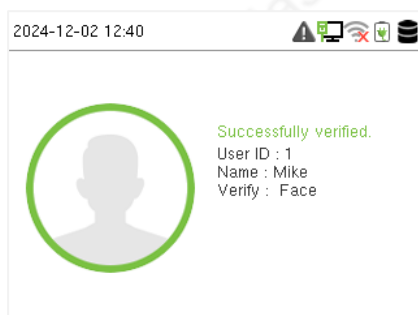 2024-12-02 12:40
Successfully verified.
User ID : 1
Name : Mike
Verify : Face